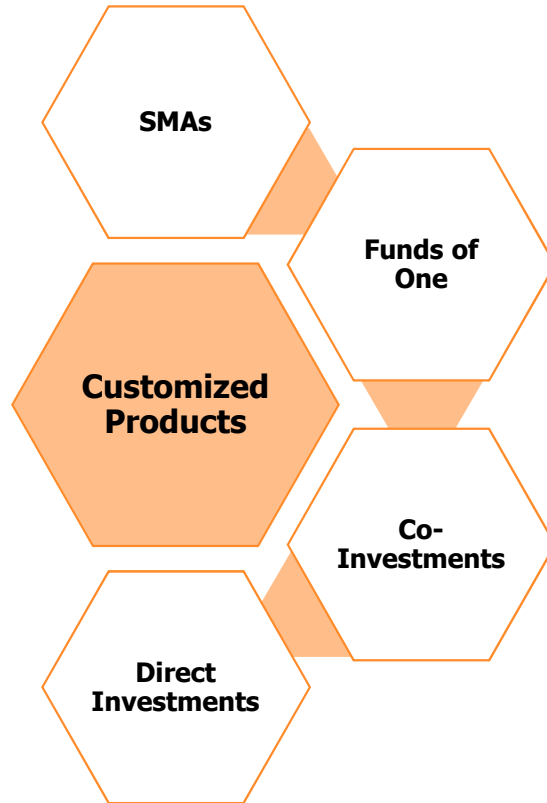 SMAs
Funds of
One
Customized
Products
Co-
Investments
Direct
Investments